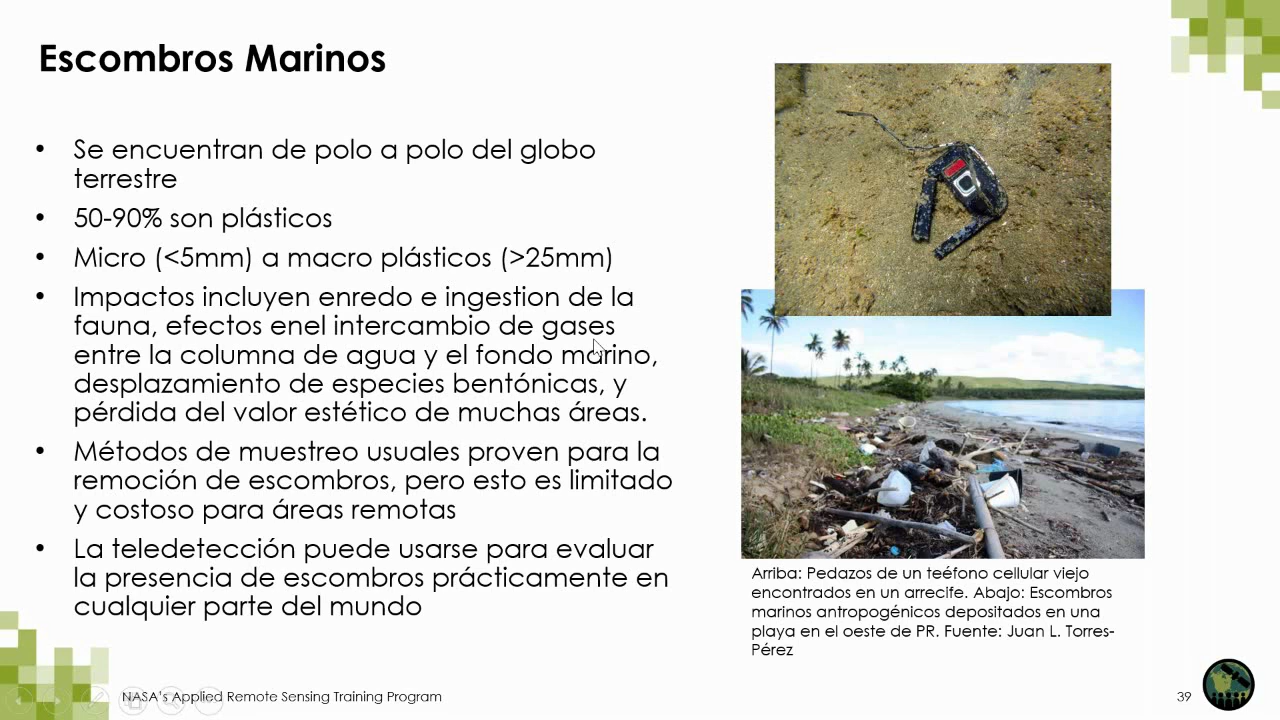 Escombros Marinos
• Se encuentran de polo a polo del globo
terrestre
• 50-90% son plásticos
• Micro (<5mm) a macro plásticos (>25mm)
• Impactos incluyen enredo e ingestion de la
fauna, efectos enel intercambio de gases
entre la columna de agua y el fondo marino,
desplazamiento de especies bentónicas, y
pérdida del valor estético de muchas áreas.
• Métodos de muestreo usuales proven para la
remoción de escombros, pero esto es limitado
y costoso para áreas remotas
• La teledetección puede usarse para evaluar
la presencia de escombros prácticamente en
cualquier parte del mundo
Arriba: Pedazos de un teéfono cellular viejo
encontrados en un arrecife. Abajo: Escombros
marinos antropogénicos depositados en una
playa en el oeste de PR. Fuente: Juan L. Torres-
Pérez
NASA's Applied Remote Sensing Training Program
39